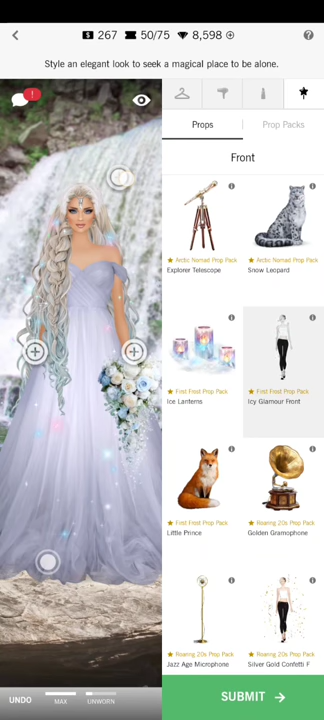 267 50/75 8,598
Style an elegant look to seek a magical place to be alone.
Props
Prop Packs
Front
Arctic Nomad Prop Pack
Explorer Telescope
Arctic Nomad Prop Pack
Snow Leopard
First Frost Prop Pack
Ice Lanterns
First Frost Prop Pack
Icy Glamour Front
First Frost Prop Pack
Little Prince
Roaring 20s Prop Pack
Golden Gramophone
Roaring 20s Prop Pack
Jazz Age Microphone
Roaring 20s Prop Pack
Silver Gold Confetti F
UNDO
MAX
UNWORN
SUBMIT